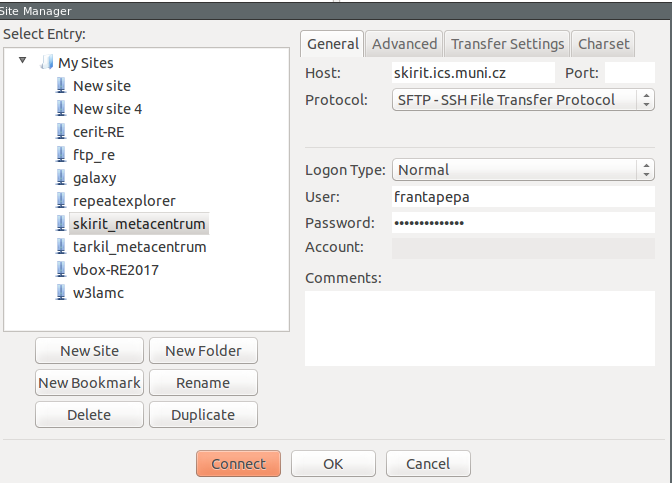 Site Manager
Select Entry:
My Sites
New site
New site 4
cerit-RE
ftp_re
galaxy
repeatexplorer
skirit_metacentrum
tarkil_metacentrum
vbox-RE2017
w3lamc
New Site New Folder
New Bookmark Rename
Delete Duplicate
General Advanced Transfer Settings Charset
Host: skirit.ics.muni.cz Port:
Protocol: SFTP - SSH File Transfer Protocol
Logon Type: Normal
User: frantapepa
Password: ••••••••••••••
Account:
Comments:
Connect OK Cancel